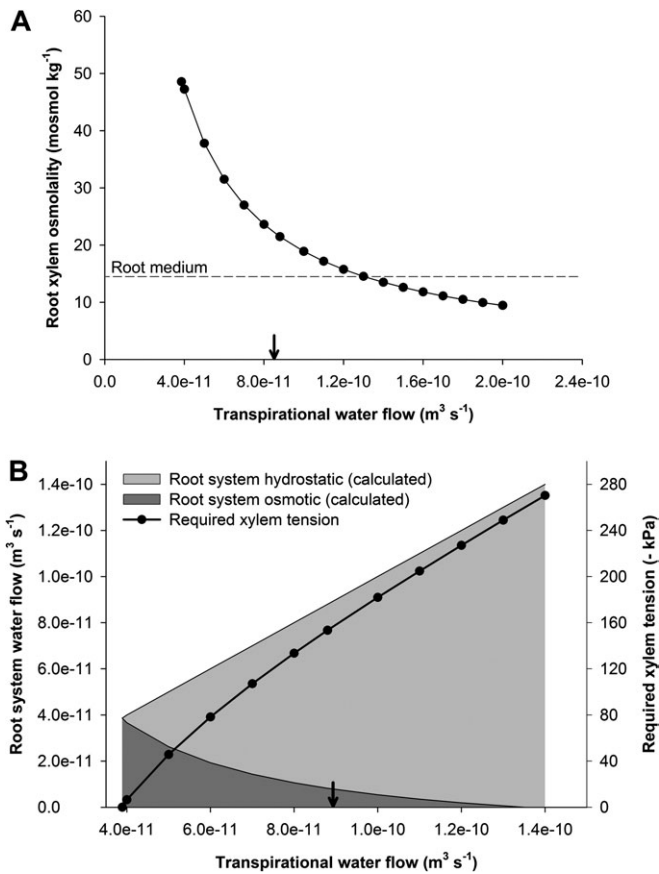 A
60
50
40
30
20
10
0
Root xylem osmolality (mosmol kg-1)
Root medium
0.0 4.0e-11 8.0e-11 1.2e-10 1.6e-10 2.0e-10 2.4e-10
Transpirational water flow (m3 s-1)
B
Root system hydrostatic (calculated)
Root system osmotic (calculated)
Required xylem tension
1.4e-10
1.2e-10
1.0e-10
8.0e-11
6.0e-11
4.0e-11
2.0e-11
0.0
Root system water flow (m3 s-1)
280
240
200
160
120
80
40
0
Required xylem tension (- kPa)
4.0e-11 6.0e-11 8.0e-11 1.0e-10 1.2e-10 1.4e-10
Transpirational water flow (m3 s-1)